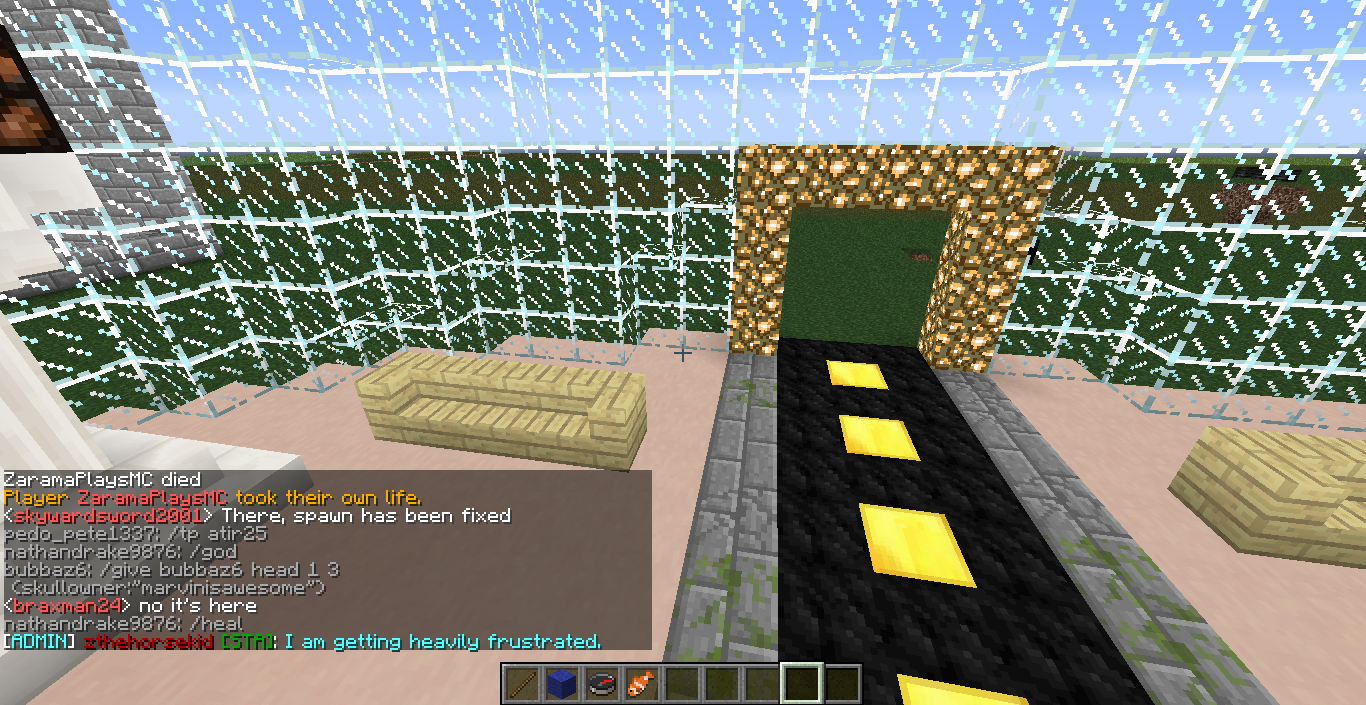 ZaramaPlaysMC died
Player ZaramaPlaysMC took their own life.
<skywardsword2001> There, spawn has been fixed
pedo_pete1337: /tp atir25
nathandrake9876: /god
bubbaz6: /give bubbaz6 head 1 3
(skullowner:"marvinisawesome")
<braxman24> no it's here
nathandrake9876: /heal
[ADMIN] zthehorsekid [STA]: I am getting heavily frustrated.